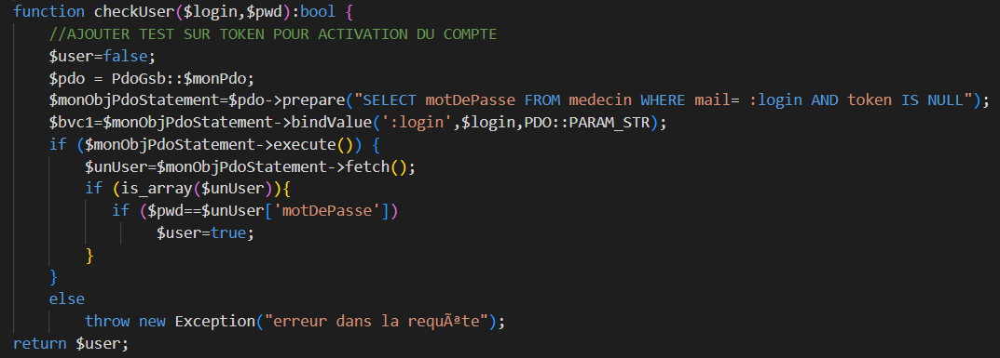 function checkUser($login,$pwd):bool {
//AJOUTER TEST SUR TOKEN POUR ACTIVATION DU COMPTE
$user=false;
$pdo = PdoGsb::$monPdo;
$monObjPdoStatement=$pdo->prepare("SELECT motDePasse FROM medecin WHERE mail= :login AND token IS NULL");
$bvc1=$monObjPdoStatement->bindValue(':login',$login,PDO::PARAM_STR);
if ($monObjPdoStatement->execute()) {
$unUser=$monObjPdoStatement->fetch();
if (is_array($unUser)){
if ($pwd==$unUser['motDePasse'])
$user=true;
}
}
else
throw new Exception("erreur dans la requÃªte");
return $user;